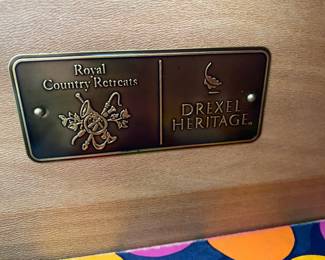 Royal
Country Retreats
DREXEL
HERITAGE®